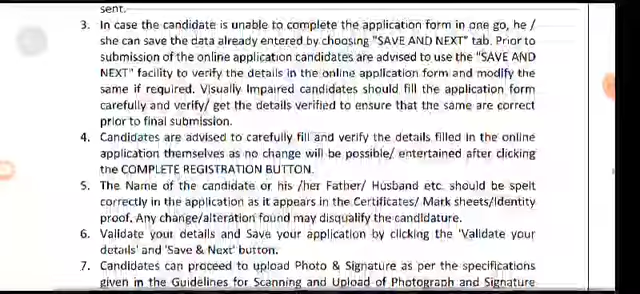 sent.
3. In case the candidate is unable to complete the application form in one go, he /
she can save the data already entered by choosing "SAVE AND NEXT" tab. Prior to
submission of the online application candidates are advised to use the "SAVE AND
NEXT" facility to verify the details in the online application form and modify the
same if required. Visually Impaired candidates should fill the application form
carefully and verify/ get the details verified to ensure that the same are correct
prior to final submission.
4. Candidates are advised to carefully fill and verify the details filled in the online
application themselves as no change will be possible/ entertained after clicking
the COMPLETE REGISTRATION BUTTON.
5. The Name of the candidate or his /her Father/ Husband etc. should be spelt
correctly in the application as it appears in the Certificates/ Mark sheets/Identity
proof. Any change/alteration found may disqualify the candidature.
6. Validate your details and Save your application by clicking the 'Validate your
details' and 'Save & Next' button.
7. Candidates can proceed to upload Photo & Signature as per the specifications
given in the Guidelines for Scanning and Upload of Photograph and Signature